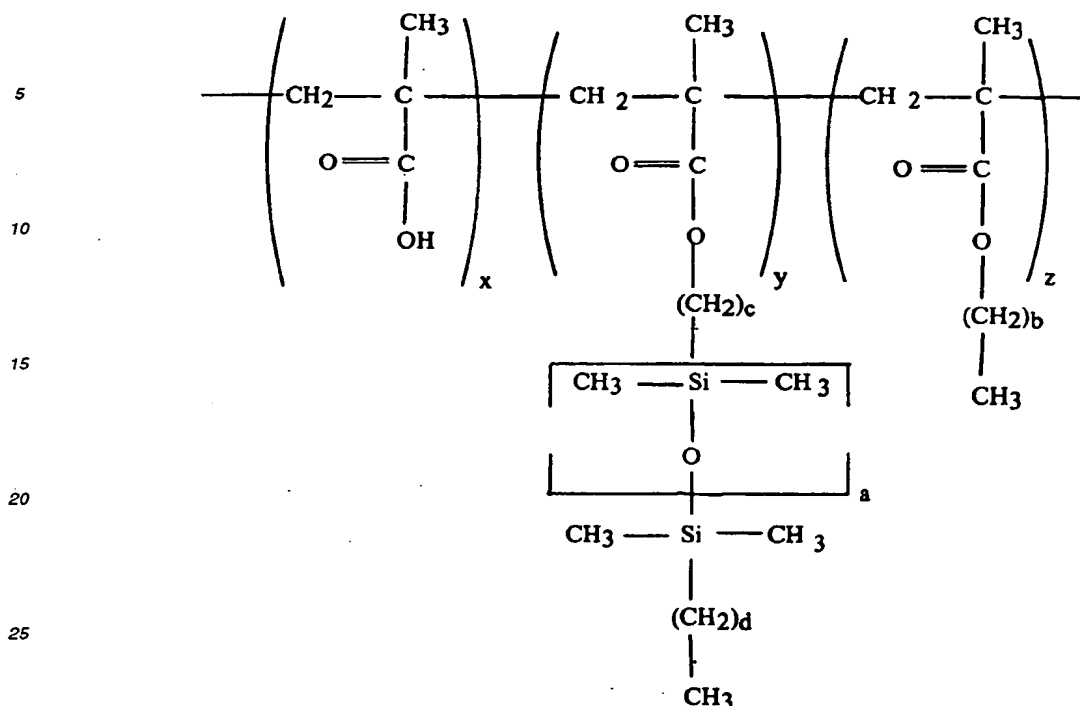 CH3 CH3 CH3
5 CH2 C CH 2 C CH 2 C
O C O C O C
10 OH O O
x y z
(CH2)c (CH2)b
15 CH3 Si CH 3 CH3
O
20 a
CH3 Si CH 3
(CH2)d
25
CH3